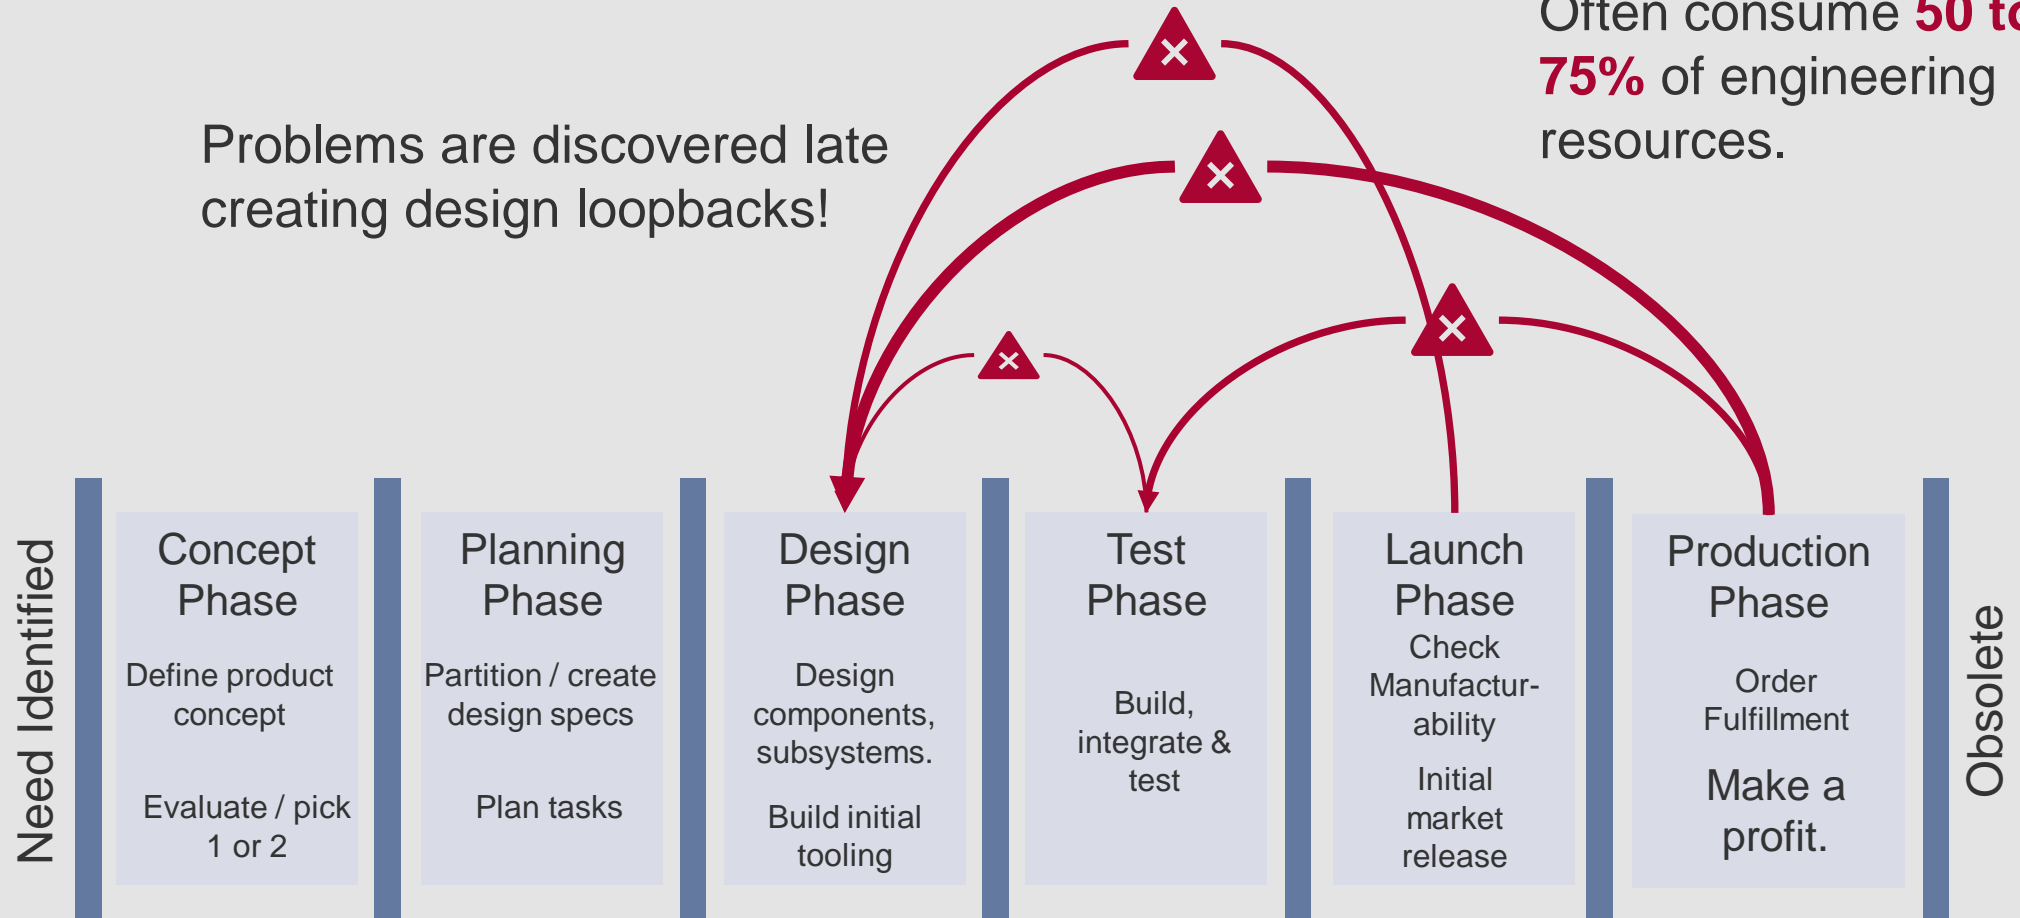 Often consume 50 to
75% of engineering
resources.
Problems are discovered late
creating design loopbacks!
Need Identified
Concept
Phase
Define product
concept
Evaluate / pick
1 or 2
Planning
Phase
Partition / create
design specs
Plan tasks
Design
Phase
Design
components,
subsystems.
Build initial
tooling
Test
Phase
Build,
integrate &
test
Launch
Phase
Check
Manufactur-
ability
Initial
market
release
Production
Phase
Order
Fulfillment
Make a
profit.
Obsolete